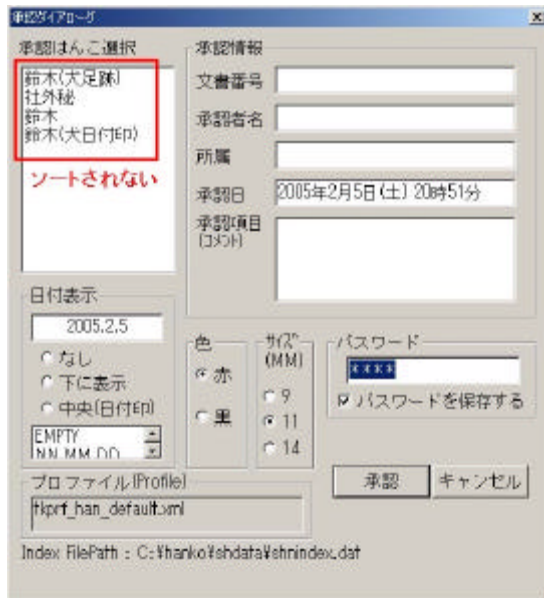 承認ダイアローグ
承認はんこ選択
鈴木(犬足跡)
社外秘
鈴木
鈴木(犬日付印)
ソートされない
承認情報
文書番号
承認者名
所属
承認日 2005年2月5日(土) 20時51分
承認項目
(コメント)
日付表示
2005.2.5
なし
下に表示
中央(日付印)
EMPTY
NN.MM.DD
色
赤
黒
サイズ
(MM)
9
11
14
パスワード
****
パスワードを保存する
承認 キャンセル
プロファイル(Profile)
tkprf_han_default.xml
Index FilePath : C:¥hanko¥shdata¥shnindex.dat